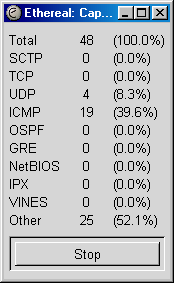 Ethereal: Cap...
Total 48 (100.0%)
SCTP 0 (0.0%)
TCP 0 (0.0%)
UDP 4 (8.3%)
ICMP 19 (39.6%)
OSPF 0 (0.0%)
GRE 0 (0.0%)
NetBIOS 0 (0.0%)
IPX 0 (0.0%)
VINES 0 (0.0%)
Other 25 (52.1%)
Stop